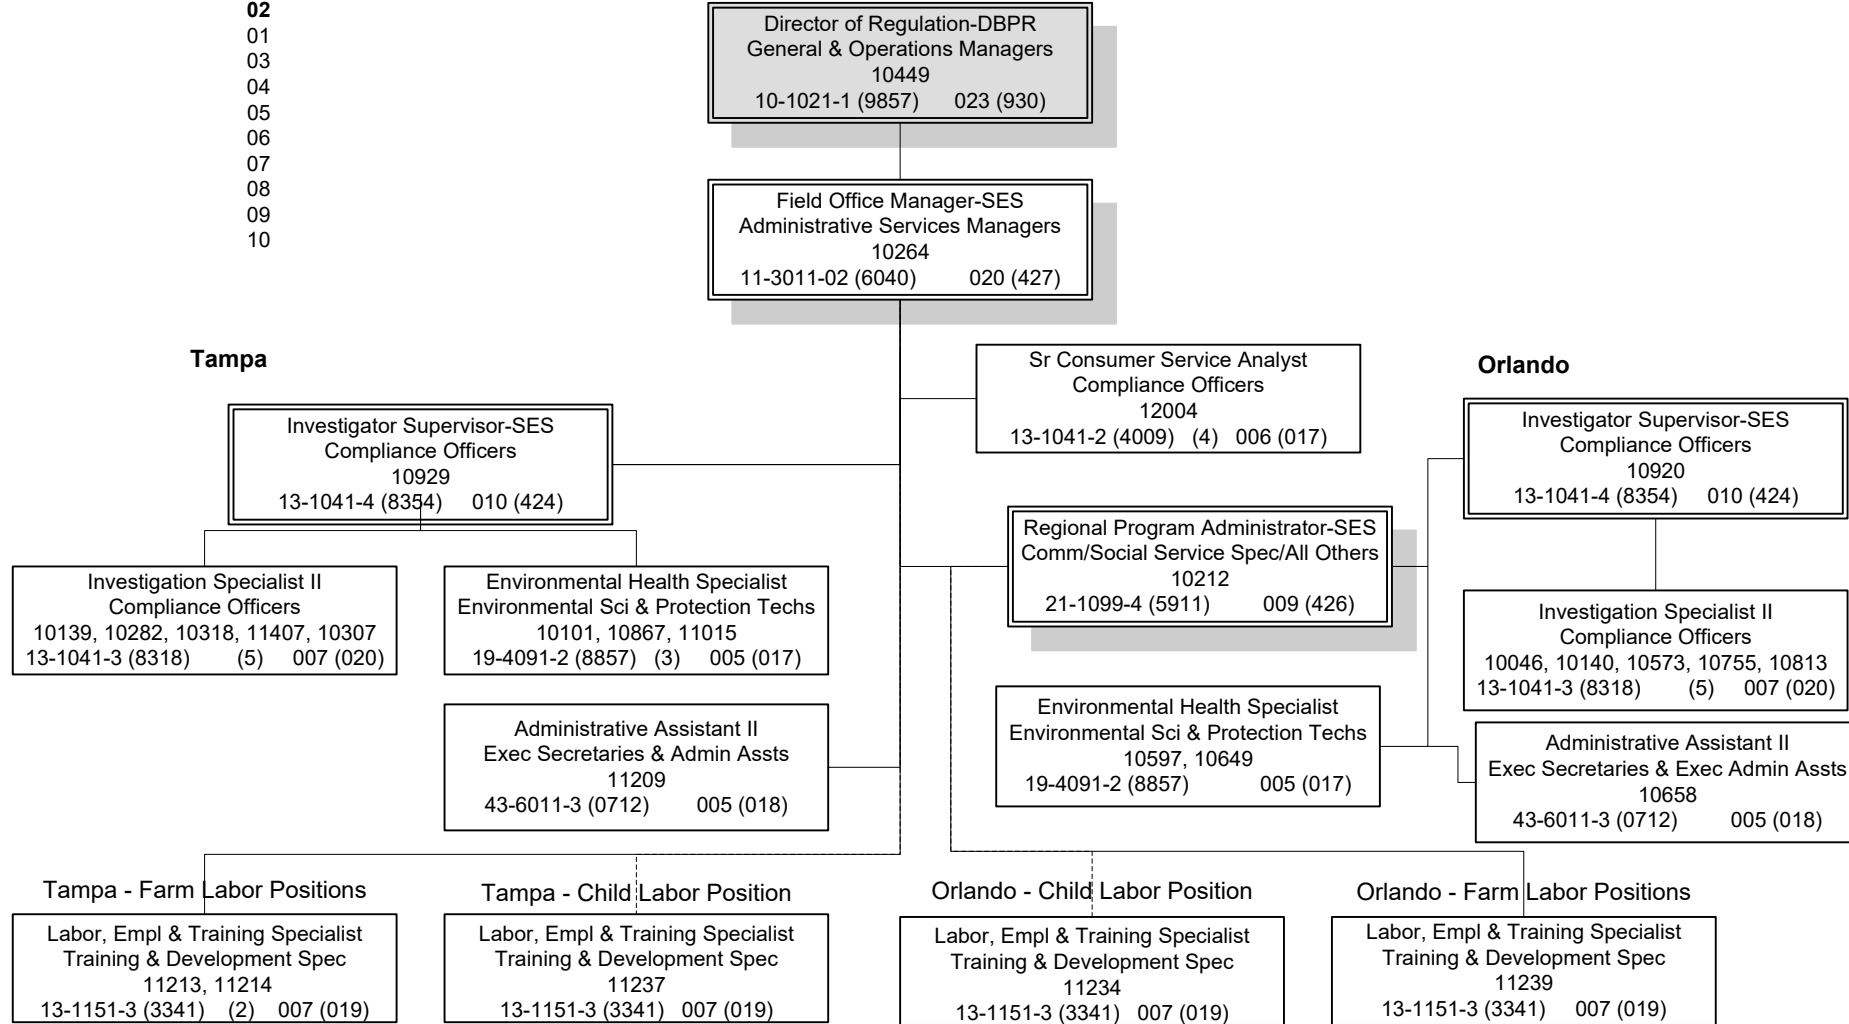 02
01
03
04
05
06
07
08
09
10
Director of Regulation-DBPR
General & Operations Managers
10449
10-1021-1 (9857) 023 (930)
Field Office Manager-SES
Administrative Services Managers
10264
11-3011-02 (6040) 020 (427)
Tampa
Sr Consumer Service Analyst
Compliance Officers
12004
13-1041-2 (4009) (4) 006 (017)
Orlando
Investigator Supervisor-SES
Compliance Officers
10929
13-1041-4 (8354) 010 (424)
Investigator Supervisor-SES
Compliance Officers
10920
13-1041-4 (8354) 010 (424)
Regional Program Administrator-SES
Comm/Social Service Spec/All Others
10212
21-1099-4 (5911) 009 (426)
Investigation Specialist II
Compliance Officers
10139, 10282, 10318, 11407, 10307
13-1041-3 (8318) (5) 007 (020)
Environmental Health Specialist
Environmental Sci & Protection Techs
10101, 10867, 11015
19-4091-2 (8857) (3) 005 (017)
Investigation Specialist II
Compliance Officers
10046, 10140, 10573, 10755, 10813
13-1041-3 (8318) (5) 007 (020)
Administrative Assistant II
Exec Secretaries & Admin Assts
11209
43-6011-3 (0712) 005 (018)
Environmental Health Specialist
Environmental Sci & Protection Techs
10597, 10649
19-4091-2 (8857) 005 (017)
Administrative Assistant II
Exec Secretaries & Exec Admin Assts
10658
43-6011-3 (0712) 005 (018)
Tampa - Farm Labor Positions
Labor, Empl & Training Specialist
Training & Development Spec
11213, 11214
13-1151-3 (3341) (2) 007 (019)
Tampa - Child Labor Position
Labor, Empl & Training Specialist
Training & Development Spec
11237
13-1151-3 (3341) 007 (019)
Orlando - Child Labor Position
Labor, Empl & Training Specialist
Training & Development Spec
11234
13-1151-3 (3341) 007 (019)
Orlando - Farm Labor Positions
Labor, Empl & Training Specialist
Training & Development Spec
11239
13-1151-3 (3341) 007 (019)